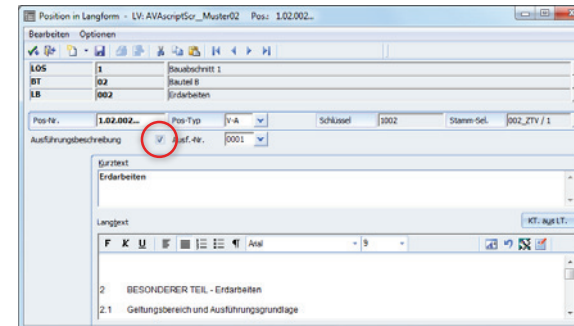 Position in Langform - LV: AVAscriptScr_Muster02 Pos.: 1.02.002...
Bearbeiten Optionen
LOS 1 Bauabschnitt 1
BT 02 Bauteil B
LB 002 Erdarbeiten
Pos-Nr. 1.02.002... Pos-Typ V-A Schlüssel 1002 Stamm-Sel. 002_ZTV / 1
Ausführungsbeschreibung Ausf.-Nr. 0001
Kurztext
Erdarbeiten
Langtext KT. aus LT.
F K U Arial 9
2 BESONDERER TEIL - Erdarbeiten
2.1 Geltungsbereich und Ausführungsgrundlage